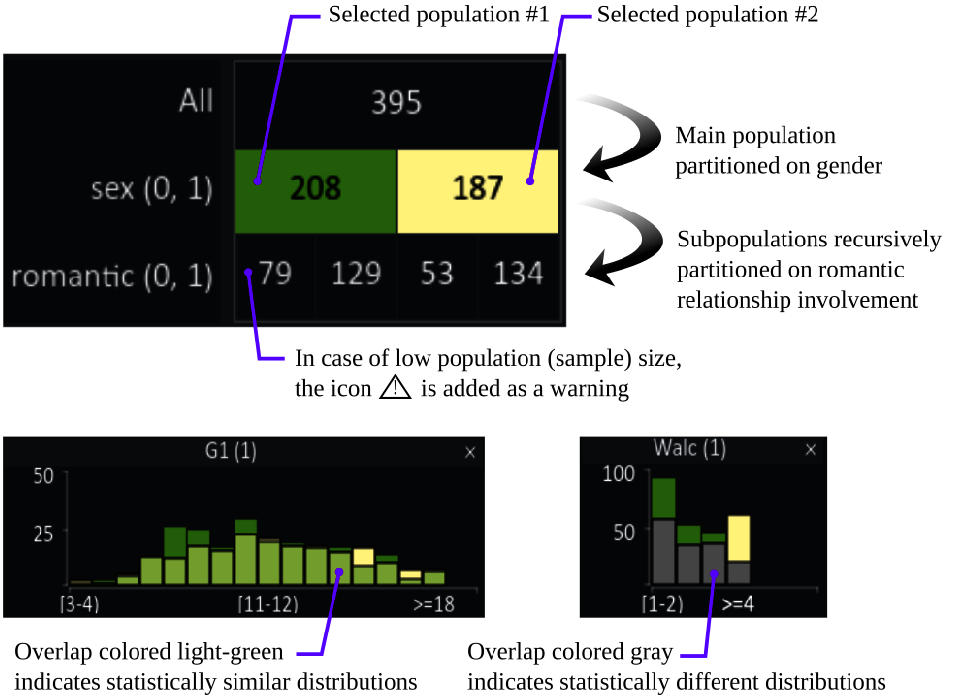 Selected population #1
Selected population #2
All
395
Main population
partitioned on gender
sex (0, 1)
208
187
Subpopulations recursively
partitioned on romantic
relationship involvement
romantic (0, 1)
79
129
53
134
In case of low population (sample) size,
the icon ⚠ is added as a warning
G1 (1)
×
50
25
[3-4)
[11-12)
>=18
Walc (1)
×
100
50
[1-2)
>=4
Overlap colored light-green
indicates statistically similar distributions
Overlap colored gray
indicates statistically different distributions